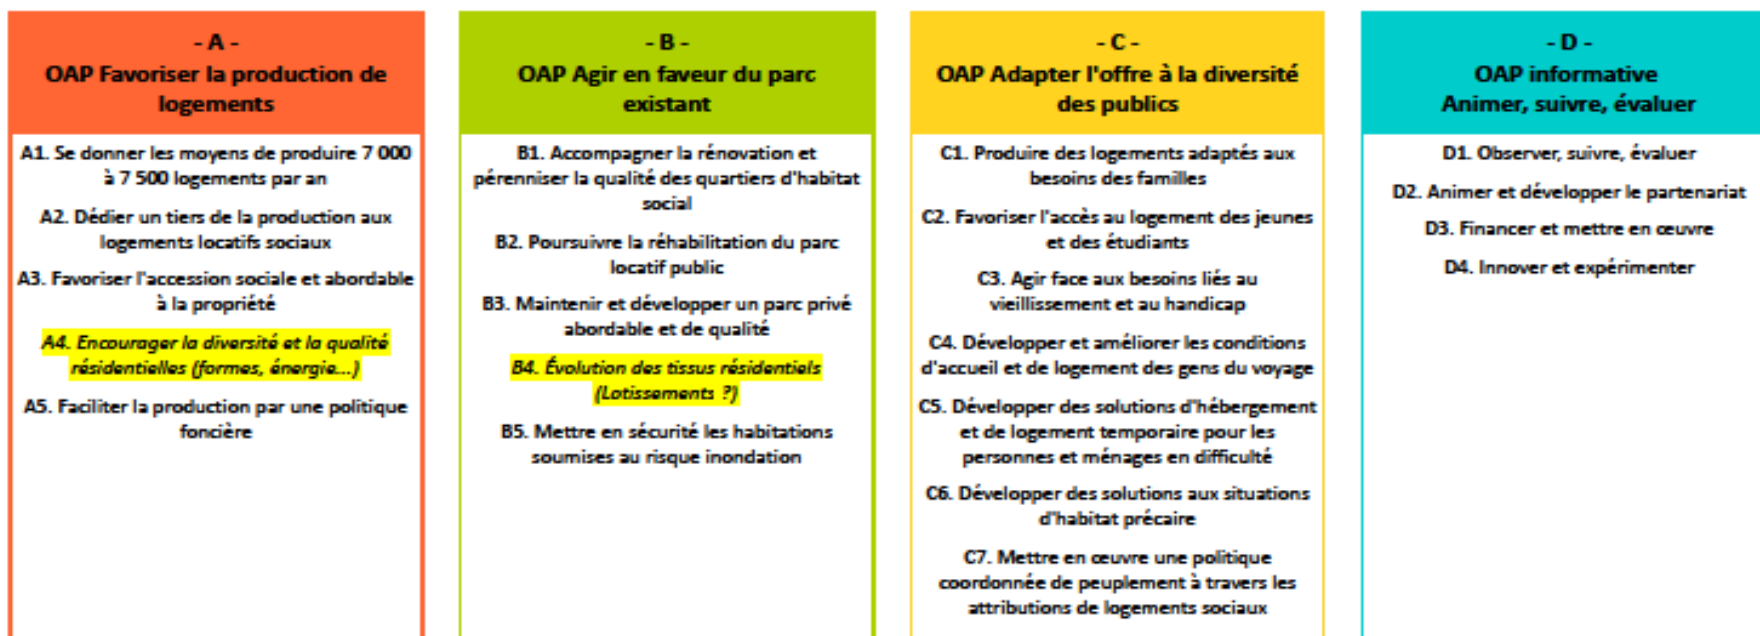 - A -
OAP Favoriser la production de
logements
A1. Se donner les moyens de produire 7 000
à 7 500 logements par an
A2. Dédier un tiers de la production aux
logements locatifs sociaux
A3. Favoriser l'accession sociale et abordable
à la propriété
A4. Encourager la diversité et la qualité
résidentielles (formes, énergie...)
A5. Faciliter la production par une politique
foncière
- B -
OAP Agir en faveur du parc
existant
B1. Accompagner la rénovation et
pérenniser la qualité des quartiers d'habitat
social
B2. Poursuivre la réhabilitation du parc
locatif public
B3. Maintenir et développer un parc privé
abordable et de qualité
B4. Évolution des tissus résidentiels
(Lotissements ?)
B5. Mettre en sécurité les habitations
soumises au risque inondation
- C -
OAP Adapter l'offre à la diversité
des publics
C1. Produire des logements adaptés aux
besoins des familles
C2. Favoriser l'accès au logement des jeunes
et des étudiants
C3. Agir face aux besoins liés au
vieillissement et au handicap
C4. Développer et améliorer les conditions
d'accueil et de logement des gens du voyage
C5. Développer des solutions d'hébergement
et de logement temporaire pour les
personnes et ménages en difficulté
C6. Développer des solutions aux situations
d'habitat précaire
C7. Mettre en œuvre une politique
coordonnée de peuplement à travers les
attributions de logements sociaux
- D -
OAP informative
Animer, suivre, évaluer
D1. Observer, suivre, évaluer
D2. Animer et développer le partenariat
D3. Financer et mettre en œuvre
D4. Innover et expérimenter